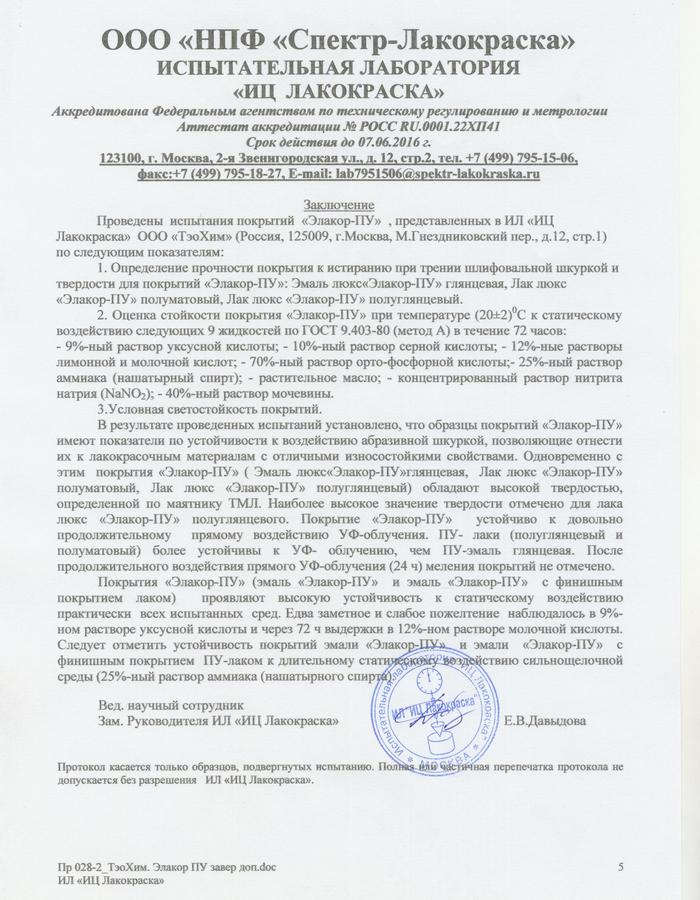 ООО «НПФ «Спектр-Лакокраска»
ИСПЫТАТЕЛЬНАЯ ЛАБОРАТОРИЯ
«ИЦ ЛАКОКРАСКА»
Аккредитована Федеральным агентством по техническому регулированию и метрологии
Аттестат аккредитации № РОСС RU.0001.22ХП41
Срок действия до 07.06.2016 г.
123100, г. Москва, 2-я Звенигородская ул., д. 12, стр.2, тел. +7 (499) 795-15-06,
факс:+7 (499) 795-18-27, E-mail: lab7951506@spektr-lakokraska.ru
Заключение
Проведены испытания покрытий «Элакор-ПУ» , представленных в ИЛ «ИЦ
Лакокраска» ООО «ТэоХим» (Россия, 125009, г.Москва, М.Гнездниковский пер., д.12, стр.1)
по следующим показателям:
1. Определение прочности покрытия к истиранию при трении шлифовальной шкуркой и
твердости для покрытий «Элакор-ПУ»: Эмаль люкс«Элакор-ПУ» глянцевая, Лак люкс
«Элакор-ПУ» полуматовый, Лак люкс «Элакор-ПУ» полуглянцевый.
2. Оценка стойкости покрытия «Элакор-ПУ» при температуре (20±2)⁰С к статическому
воздействию следующих 9 жидкостей по ГОСТ 9.403-80 (метод А) в течение 72 часов:
- 9%-ный раствор уксусной кислоты; - 10%-ный раствор серной кислоты; - 12%-ные растворы
лимонной и молочной кислот; - 70%-ный раствор орто-фосфорной кислоты;- 25%-ный раствор
аммиака (нашатырный спирт); - растительное масло; - концентрированный раствор нитрита
натрия (NaNO₂); - 40%-ный раствор мочевины.
3.Условная светостойкость покрытий.
В результате проведенных испытаний установлено, что образцы покрытий «Элакор-ПУ»
имеют показатели по устойчивости к воздействию абразивной шкуркой, позволяющие отнести
их к лакокрасочным материалам с отличными износостойкими свойствами. Одновременно с
этим покрытия «Элакор-ПУ» ( Эмаль люкс«Элакор-ПУ»глянцевая, Лак люкс «Элакор-ПУ»
полуматовый, Лак люкс «Элакор-ПУ» полуглянцевый) обладают высокой твердостью,
определенной по маятнику ТМЛ. Наиболее высокое значение твердости отмечено для лака
люкс «Элакор-ПУ» полуглянцевого. Покрытие «Элакор-ПУ» устойчиво к довольно
продолжительному прямому воздействию УФ-облучения. ПУ- лаки (полуглянцевый и
полуматовый) более устойчивы к УФ- облучению, чем ПУ-эмаль глянцевая. После
продолжительного воздействия прямого УФ-облучения (24 ч) меления покрытий не отмечено.
Покрытия «Элакор-ПУ» (эмаль «Элакор-ПУ» и эмаль «Элакор-ПУ» с финишным
покрытием лаком) проявляют высокую устойчивость к статическому воздействию
практически всех испытанных сред. Едва заметное и слабое пожелтение наблюдалось в 9%-
ном растворе уксусной кислоты и через 72 ч выдержки в 12%-ном растворе молочной кислоты.
Следует отметить устойчивость покрытий эмали «Элакор-ПУ» и эмали «Элакор-ПУ» с
финишным покрытием ПУ-лаком к длительному статическому воздействию сильнощелочной
среды (25%-ный раствор аммиака (нашатырного спирта).
Вед. научный сотрудник
Зам. Руководителя ИЛ «ИЦ Лакокраска» Е.В.Давыдова
Испытательная лаборатория "ИЦ Лакокраска"
ИЛ "ИЦ Лакокраска"
* МОСКВА *
Протокол касается только образцов, подвергнутых испытанию. Полная или частичная перепечатка протокола не
допускается без разрешения ИЛ «ИЦ Лакокраска».
Пр 028-2_ТэоХим. Элакор ПУ завер доп.doc 5
ИЛ «ИЦ Лакокраска»